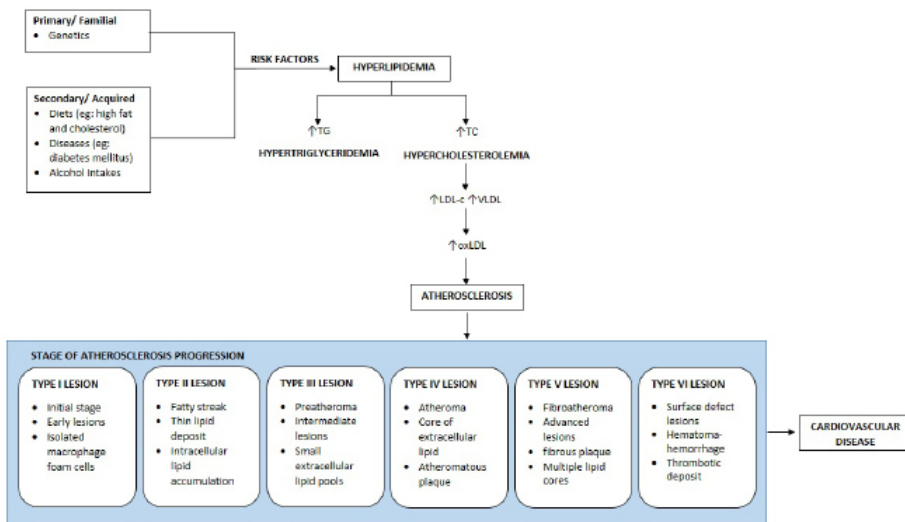 Primary/ Familial
• Genetics
Secondary/ Acquired
• Diets (eg: high fat
and cholesterol)
• Diseases (eg:
diabetes mellitus)
• Alcohol Intakes
RISK FACTORS
HYPERLIPIDEMIA
↑TG
HYPERTRIGLYCERIDEMIA
↑TC
HYPERCHOLESTEROLEMIA
↑LDL-c ↑VLDL
↑oxLDL
ATHEROSCLEROSIS
STAGE OF ATHEROSCLEROSIS PROGRESSION
TYPE I LESION
• Initial stage
• Early lesions
• Isolated
macrophage
foam cells
TYPE II LESION
• Fatty streak
• Thin lipid
deposit
• Intracellular
lipid
accumulation
TYPE III LESION
• Preatheroma
• Intermediate
lesions
• Small
extracellular
lipid pools
TYPE IV LESION
• Atheroma
• Core of
extracellular
lipid
• Atheromatous
plaque
TYPE V LESION
• Fibroatheroma
• Advanced
lesions
• fibrous plaque
• Multiple lipid
cores
TYPE VI LESION
• Surface defect
lesions
• Hematoma-
hemorrhage
• Thrombotic
deposit
CARDIOVASCULAR
DISEASE